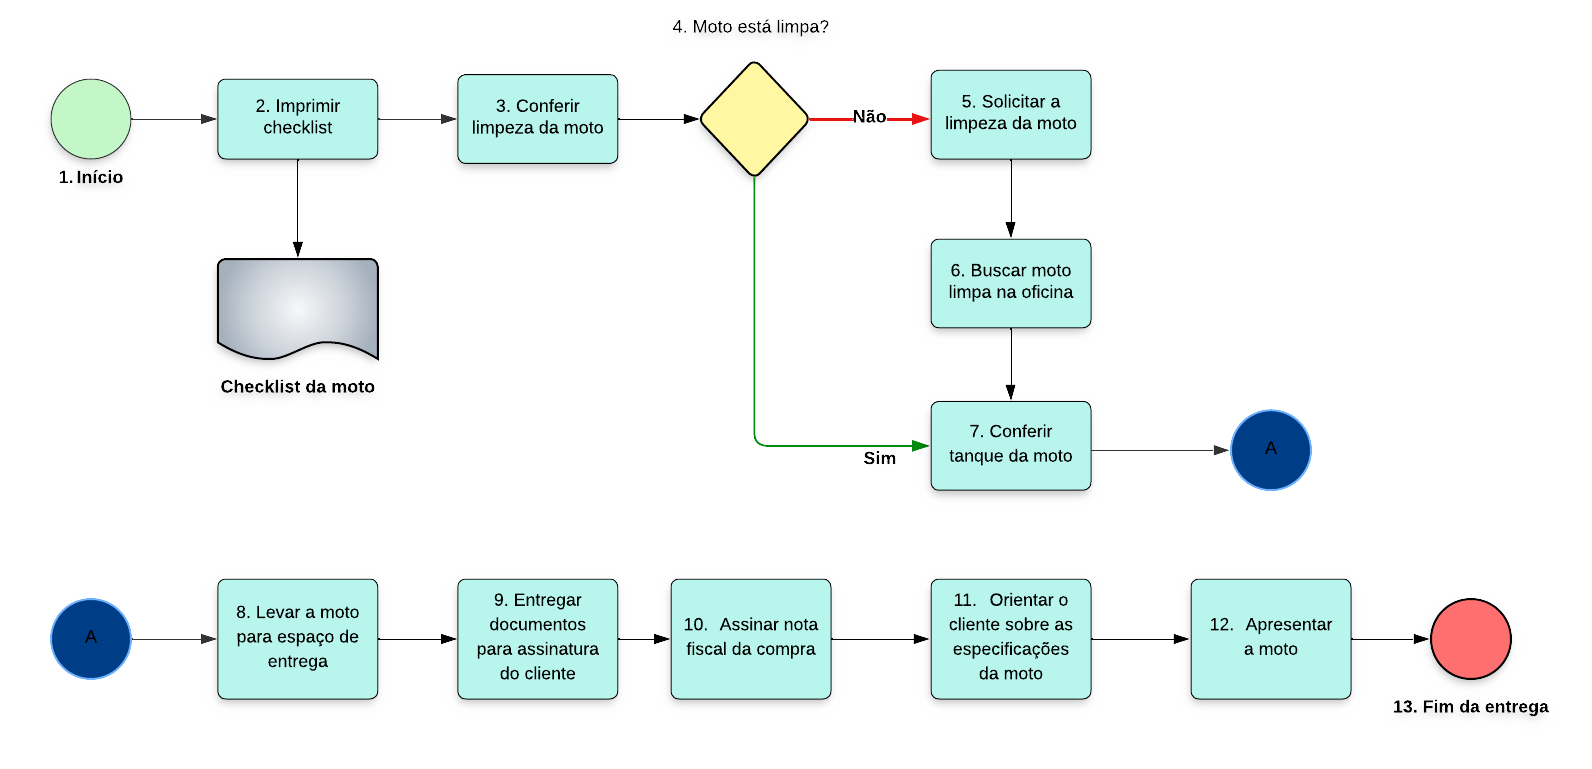 4. Moto está limpa?
1. Início
2. Imprimir
checklist
3. Conferir
limpeza da moto
Não
5. Solicitar a
limpeza da moto
Checklist da moto
6. Buscar moto
limpa na oficina
Sim
7. Conferir
tanque da moto
A
A
8. Levar a moto
para espaço de
entrega
9. Entregar
documentos
para assinatura
do cliente
10. Assinar nota
fiscal da compra
11. Orientar o
cliente sobre as
especificações
da moto
12. Apresentar
a moto
13. Fim da entrega